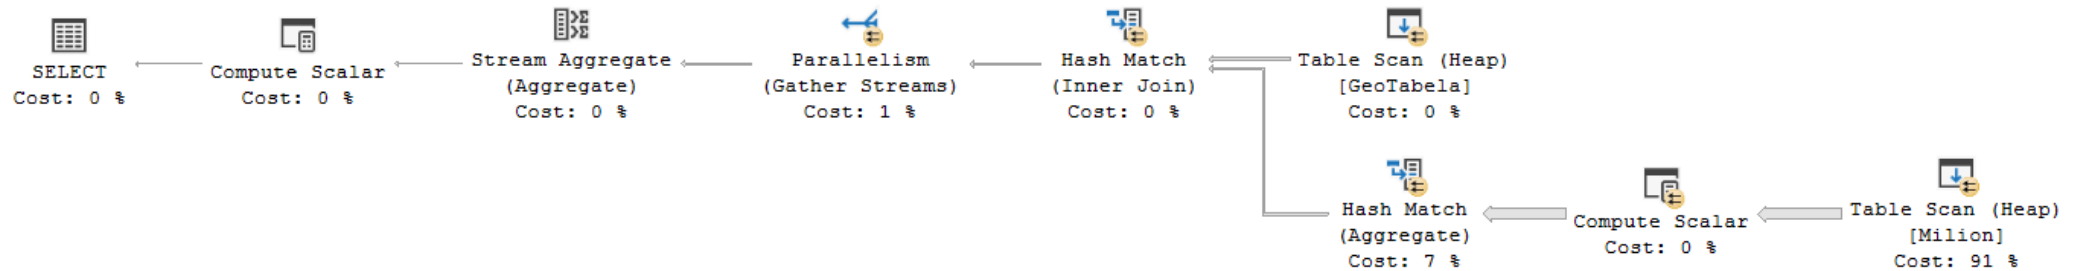 SELECT
Cost: 0 %
Compute Scalar
Cost: 0 %
Stream Aggregate
(Aggregate)
Cost: 0 %
Parallelism
(Gather Streams)
Cost: 1 %
Hash Match
(Inner Join)
Cost: 0 %
Table Scan (Heap)
[GeoTabela]
Cost: 0 %
Hash Match
(Aggregate)
Cost: 7 %
Compute Scalar
Cost: 0 %
Table Scan (Heap)
[Milion]
Cost: 91 %